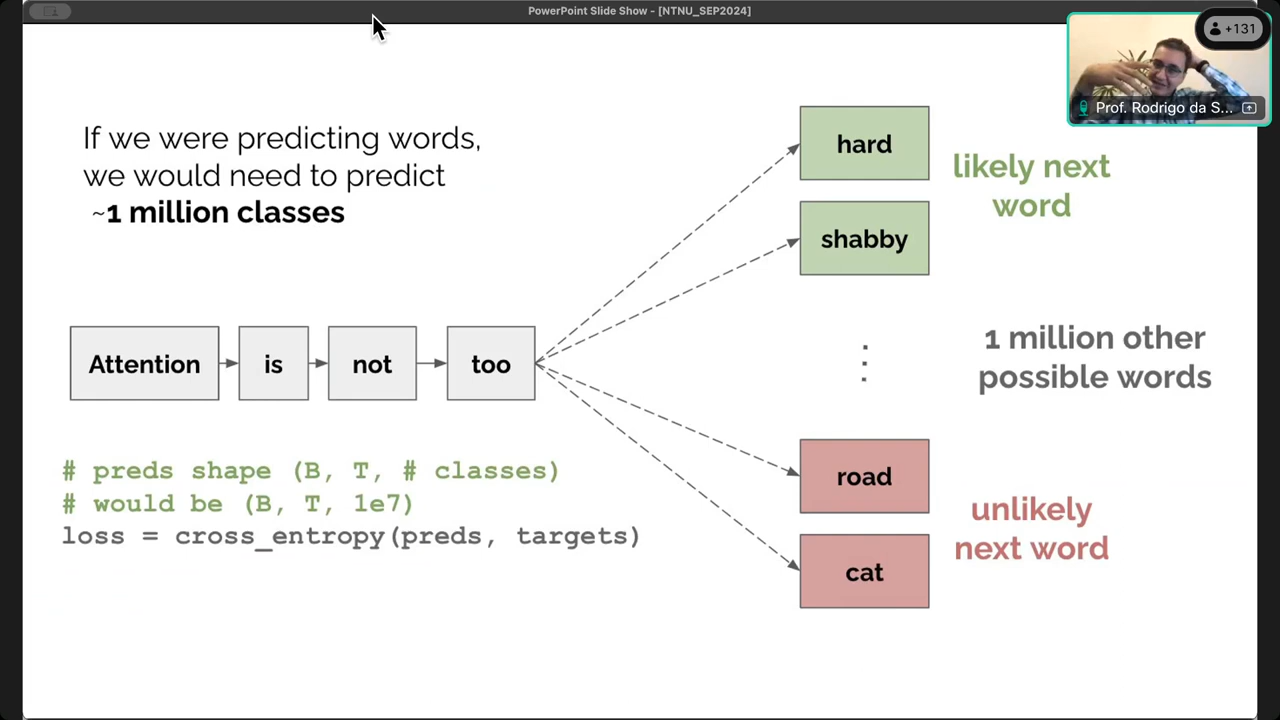 PowerPoint Slide Show - [NTNU_SEP2024]
+131
Prof. Rodrigo da S...
If we were predicting words,
we would need to predict
~1 million classes
hard
likely next
word
shabby
1 million other
possible words
Attention
is
not
too
# preds shape (B, T, # classes)
# would be (B, T, 1e7)
loss = cross_entropy(preds, targets)
road
unlikely
next word
cat